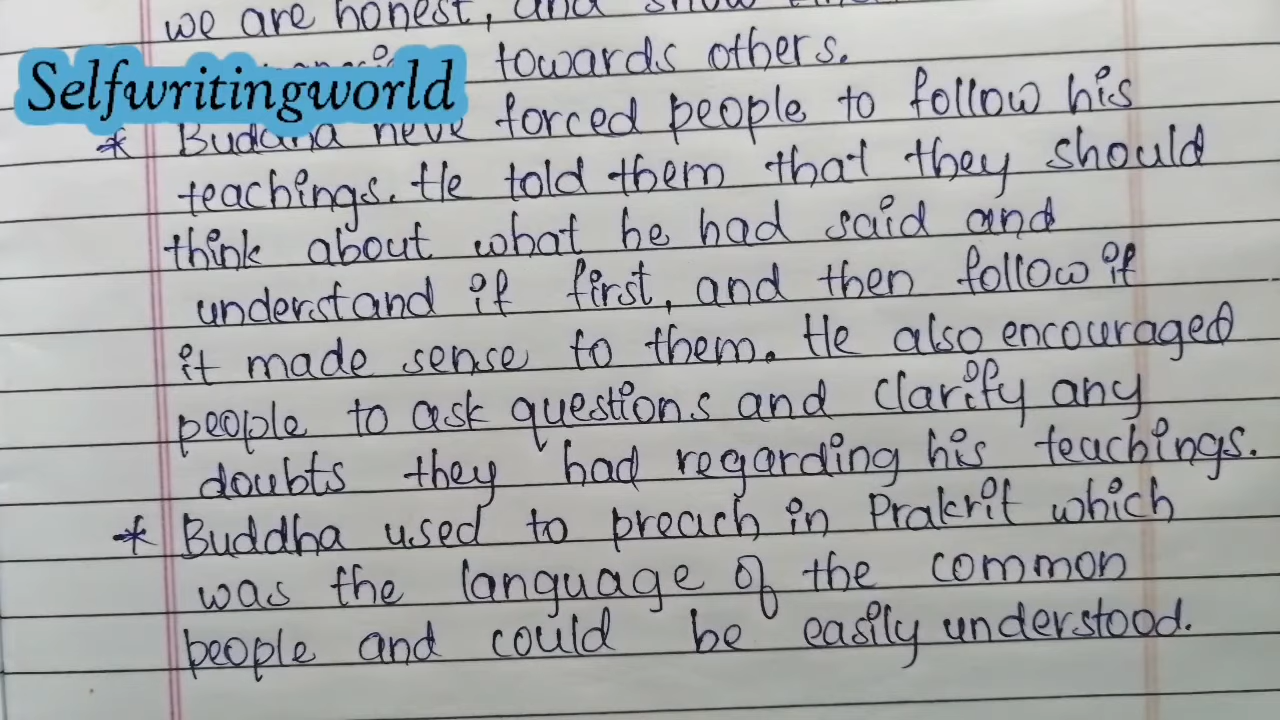 we are honest, and show
towards others.
Selfwritingworld
* Buddha neve forced people to follow his
teachings. He told them that they should
think about what he had said and
understand it first, and then follow if
it made sense to them. He also encouraged
people to ask questions and clarify any
doubts they had regarding his teachings.
* Buddha used to preach in Prakrit which
was the language of the common
people and could be easily understood.